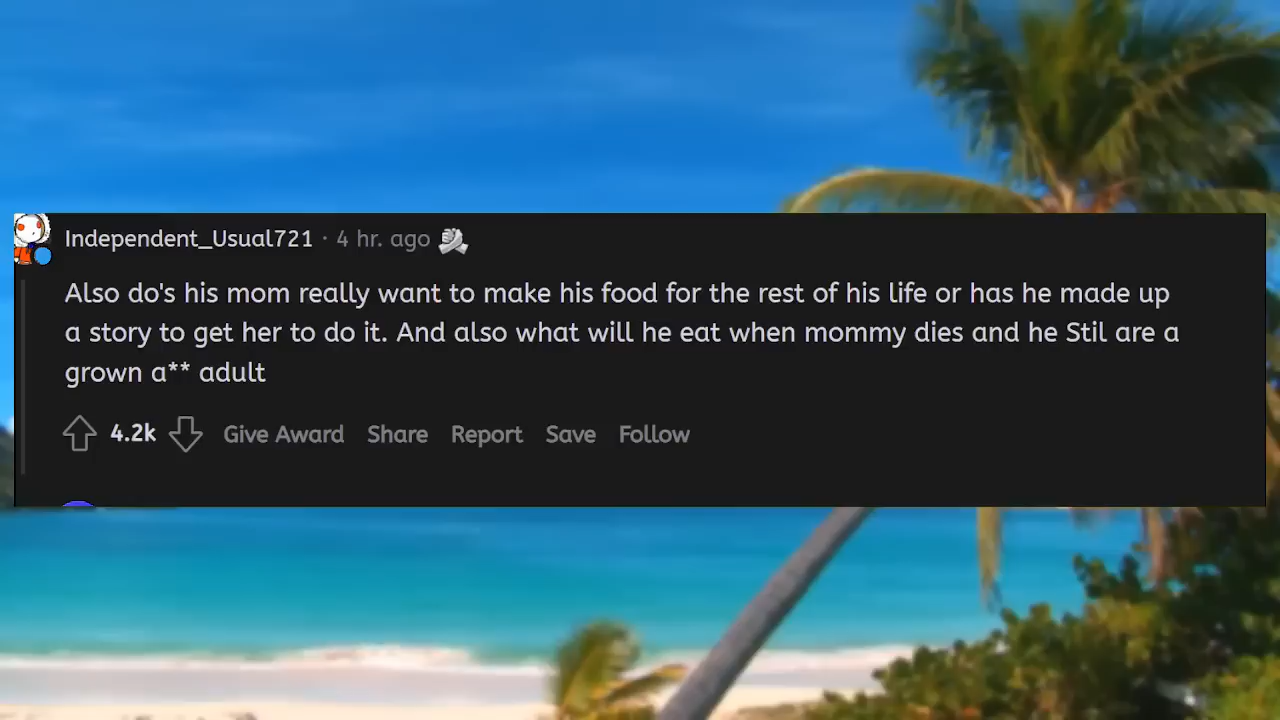 Independent_Usual721 · 4 hr. ago
Also do's his mom really want to make his food for the rest of his life or has he made up
a story to get her to do it. And also what will he eat when mommy dies and he Stil are a
grown a** adult
4.2k Give Award Share Report Save Follow